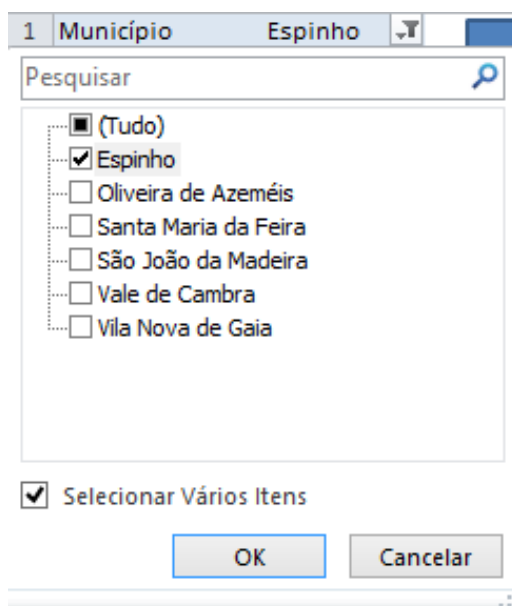 1 Município Espinho
Pesquisar
(Tudo)
Espinho
Oliveira de Azeméis
Santa Maria da Feira
São João da Madeira
Vale de Cambra
Vila Nova de Gaia
Selecionar Vários Itens
OK Cancelar